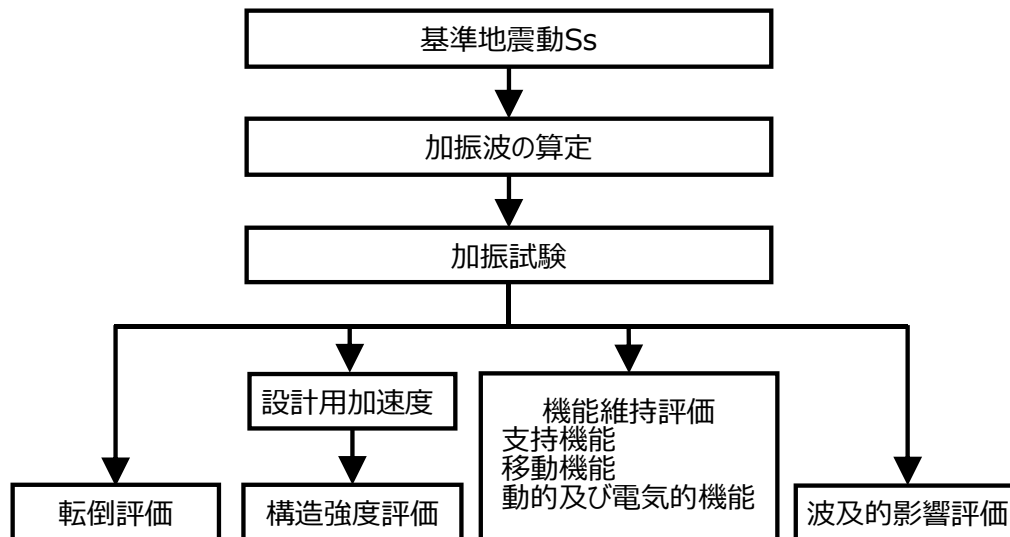 基準地震動Ss
加振波の算定
加振試験
設計用加速度
機能維持評価
支持機能
移動機能
動的及び電気的機能
転倒評価
構造強度評価
波及的影響評価